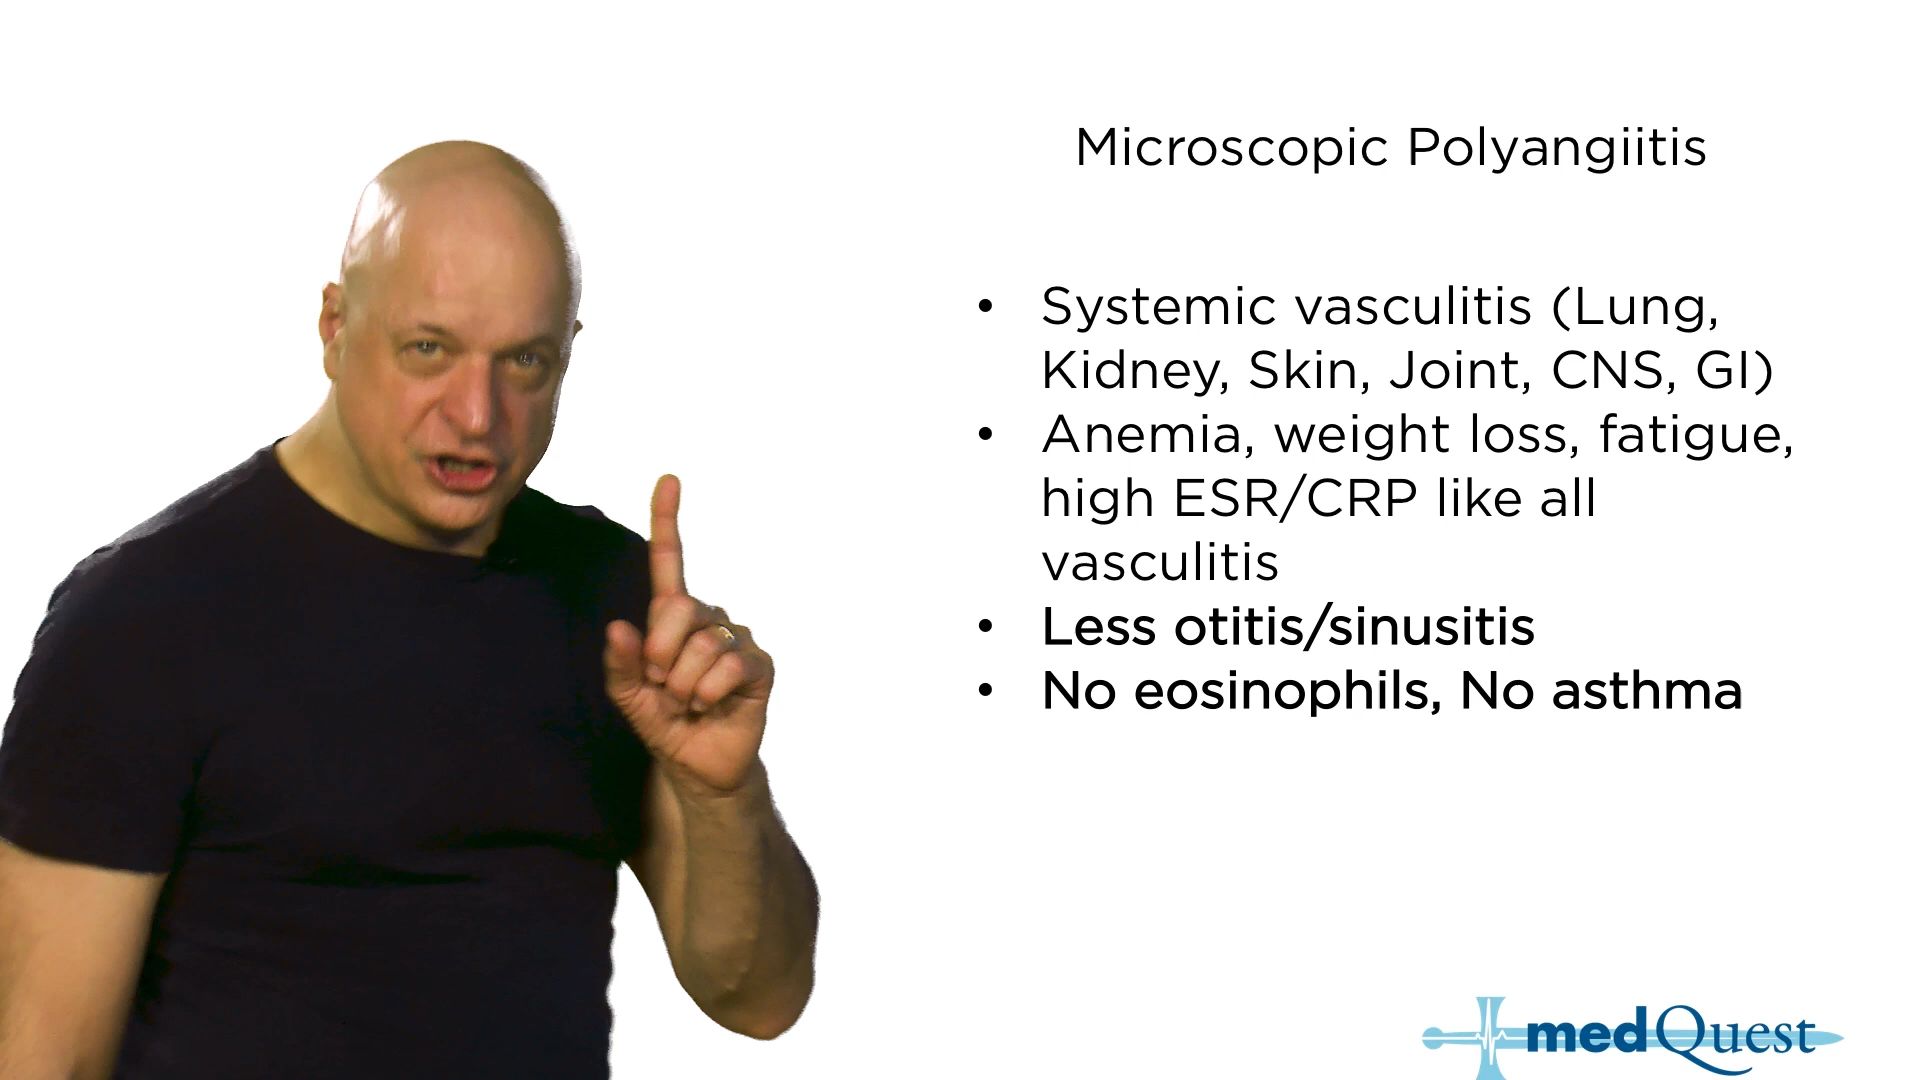 Microscopic Polyangiitis
• Systemic vasculitis (Lung,
Kidney, Skin, Joint, CNS, GI)
• Anemia, weight loss, fatigue,
high ESR/CRP like all
vasculitis
• Less otitis/sinusitis
• No eosinophils, No asthma
medQuest